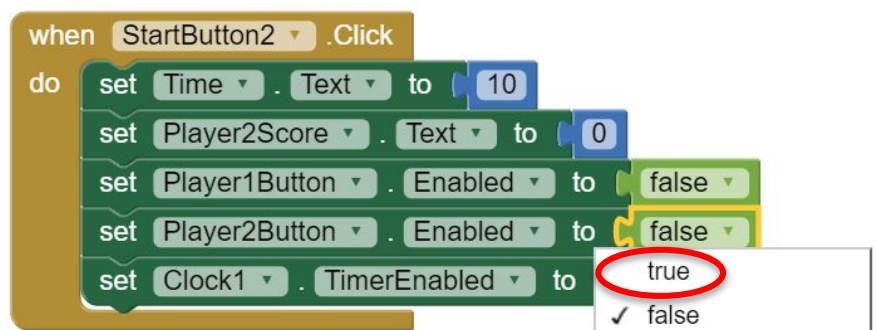 when StartButton2 .Click
do set Time . Text to 10
set Player2Score . Text to 0
set Player1Button . Enabled to false
set Player2Button . Enabled to false
set Clock1 . TimerEnabled to
true
✓ false